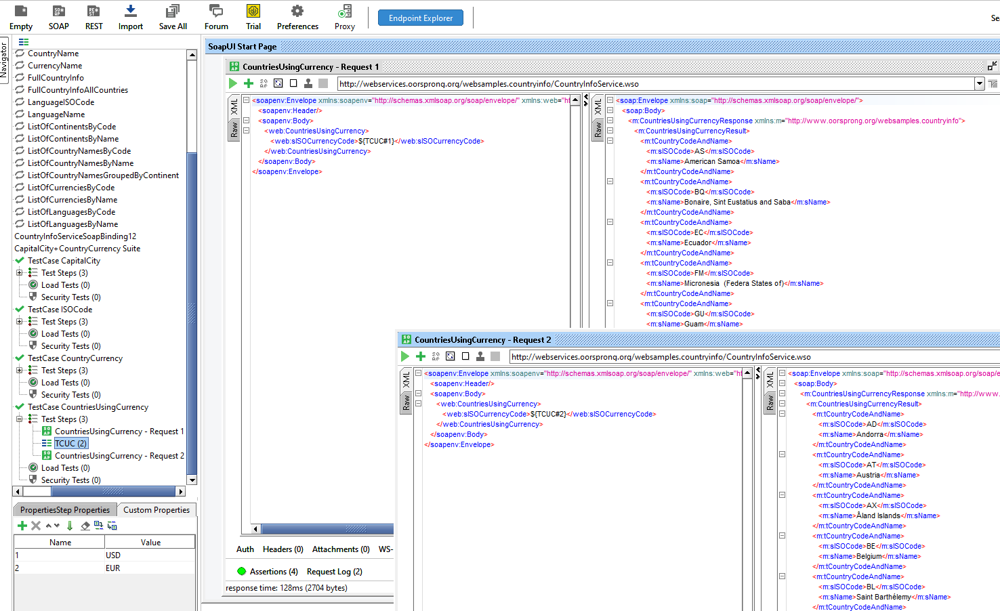 Empty
SOAP
REST
Import
Save All
Forum
Trial
Preferences
Proxy
Endpoint Explorer
Se
Navigator
CountryName
CurrencyName
FullCountryInfo
FullCountryInfoAllCountries
LanguageISOCode
LanguageName
ListOfContinentsByCode
ListOfContinentsByName
ListOfCountryNamesByCode
ListOfCountryNamesByName
ListOfCountryNamesGroupedByContinent
ListOfCurrenciesByCode
ListOfCurrenciesByName
ListOfLanguagesByCode
ListOfLanguagesByName
CountryInfoServiceSoapBinding12
CapitalCity+CountryCurrency Suite
TestCase CapitalCity
Test Steps (3)
Load Tests (0)
Security Tests (0)
TestCase ISOCode
Test Steps (3)
Load Tests (0)
Security Tests (0)
TestCase CountryCurrency
Test Steps (3)
Load Tests (0)
Security Tests (0)
TestCase CountriesUsingCurrency
Test Steps (3)
CountriesUsingCurrency - Request 1
TCUC (2)
CountriesUsingCurrency - Request 2
Load Tests (0)
Security Tests (0)
PropertiesStep Properties
Custom Properties
Name Value
1 USD
2 EUR
SoapUI Start Page
CountriesUsingCurrency - Request 1
http://webservices.oorsprong.org/websamples.countryinfo/CountryInfoService.wso
XML
Raw
<soapenv:Envelope xmlns:soapenv="http://schemas.xmlsoap.org/soap/envelope/" xmlns:web="ht
<soapenv:Header/>
<soapenv:Body>
<web:CountriesUsingCurrency>
<web:sISOCurrencyCode>${TCUC#1}</web:sISOCurrencyCode>
</web:CountriesUsingCurrency>
</soapenv:Body>
</soapenv:Envelope>
XML
Raw
<soap:Envelope xmlns:soap="http://schemas.xmlsoap.org/soap/envelope/">
<soap:Body>
<m:CountriesUsingCurrencyResponse xmlns:m="http://www.oorsprong.org/websamples.countryinfo">
<m:CountriesUsingCurrencyResult>
<m:tCountryCodeAndName>
<m:sISOCode>AS</m:sISOCode>
<m:sName>American Samoa</m:sName>
</m:tCountryCodeAndName>
<m:tCountryCodeAndName>
<m:sISOCode>BQ</m:sISOCode>
<m:sName>Bonaire, Sint Eustatius and Saba</m:sName>
</m:tCountryCodeAndName>
<m:tCountryCodeAndName>
<m:sISOCode>EC</m:sISOCode>
<m:sName>Ecuador</m:sName>
</m:tCountryCodeAndName>
<m:tCountryCodeAndName>
<m:sISOCode>FM</m:sISOCode>
<m:sName>Micronesia  (Federa States of)</m:sName>
</m:tCountryCodeAndName>
<m:tCountryCodeAndName>
<m:sISOCode>GU</m:sISOCode>
<m:sName>Guam</m:sName>
Auth
Headers (0)
Attachments (0)
WS-
Assertions (4)
Request Log (2)
response time: 128ms (2704 bytes)
CountriesUsingCurrency - Request 2
http://webservices.oorsprong.org/websamples.countryinfo/CountryInfoService.wso
XML
Raw
<soapenv:Envelope xmlns:soapenv="http://schemas.xmlsoap.org/soap/envelope/" xmlns:web="ht
<soapenv:Header/>
<soapenv:Body>
<web:CountriesUsingCurrency>
<web:sISOCurrencyCode>${TCUC#2}</web:sISOCurrencyCode>
</web:CountriesUsingCurrency>
</soapenv:Body>
</soapenv:Envelope>
XML
Raw
<soap:Envelope xmlns:soap="http://schemas.xmlsoap.org/soap/e
<soap:Body>
<m:CountriesUsingCurrencyResponse xmlns:m="http://www.
<m:CountriesUsingCurrencyResult>
<m:tCountryCodeAndName>
<m:sISOCode>AD</m:sISOCode>
<m:sName>Andorra</m:sName>
</m:tCountryCodeAndName>
<m:tCountryCodeAndName>
<m:sISOCode>AT</m:sISOCode>
<m:sName>Austria</m:sName>
</m:tCountryCodeAndName>
<m:tCountryCodeAndName>
<m:sISOCode>AX</m:sISOCode>
<m:sName>Åland Islands</m:sName>
</m:tCountryCodeAndName>
<m:tCountryCodeAndName>
<m:sISOCode>BE</m:sISOCode>
<m:sName>Belgium</m:sName>
</m:tCountryCodeAndName>
<m:tCountryCodeAndName>
<m:sISOCode>BL</m:sISOCode>
<m:sName>Saint Barthélemy</m:sName>
</m:tCountryCodeAndName>